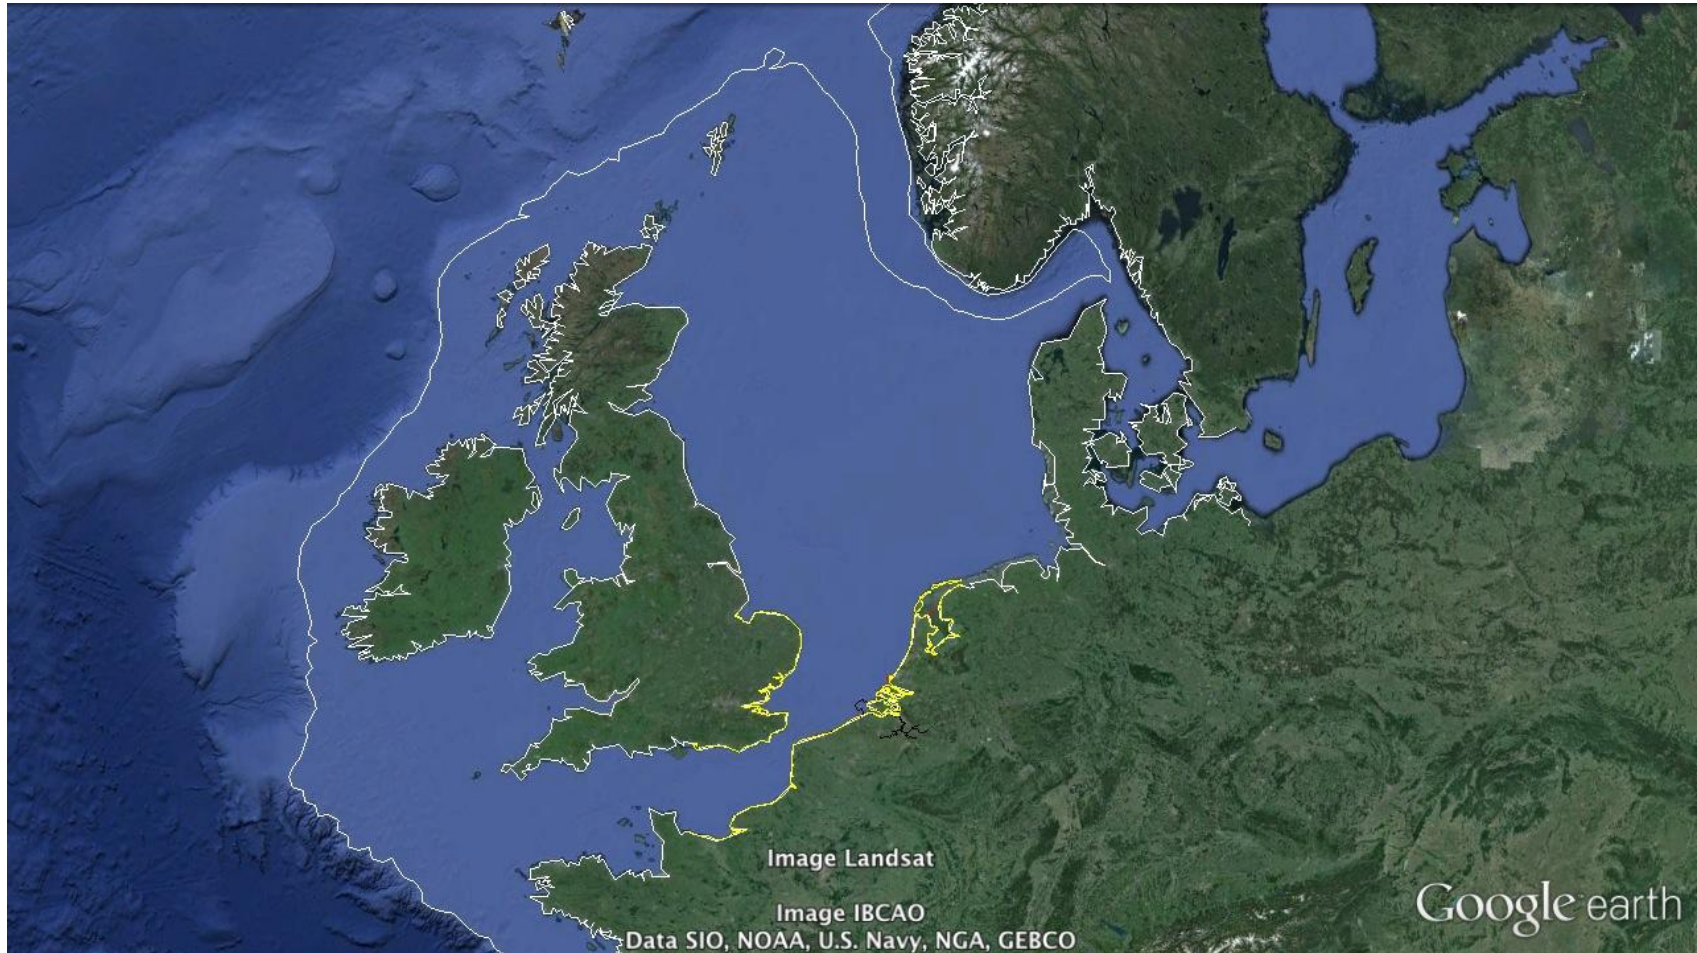 Image Landsat
Image IBCAO
Data SIO, NOAA, U.S. Navy, NGA, GEBCO
Google earth